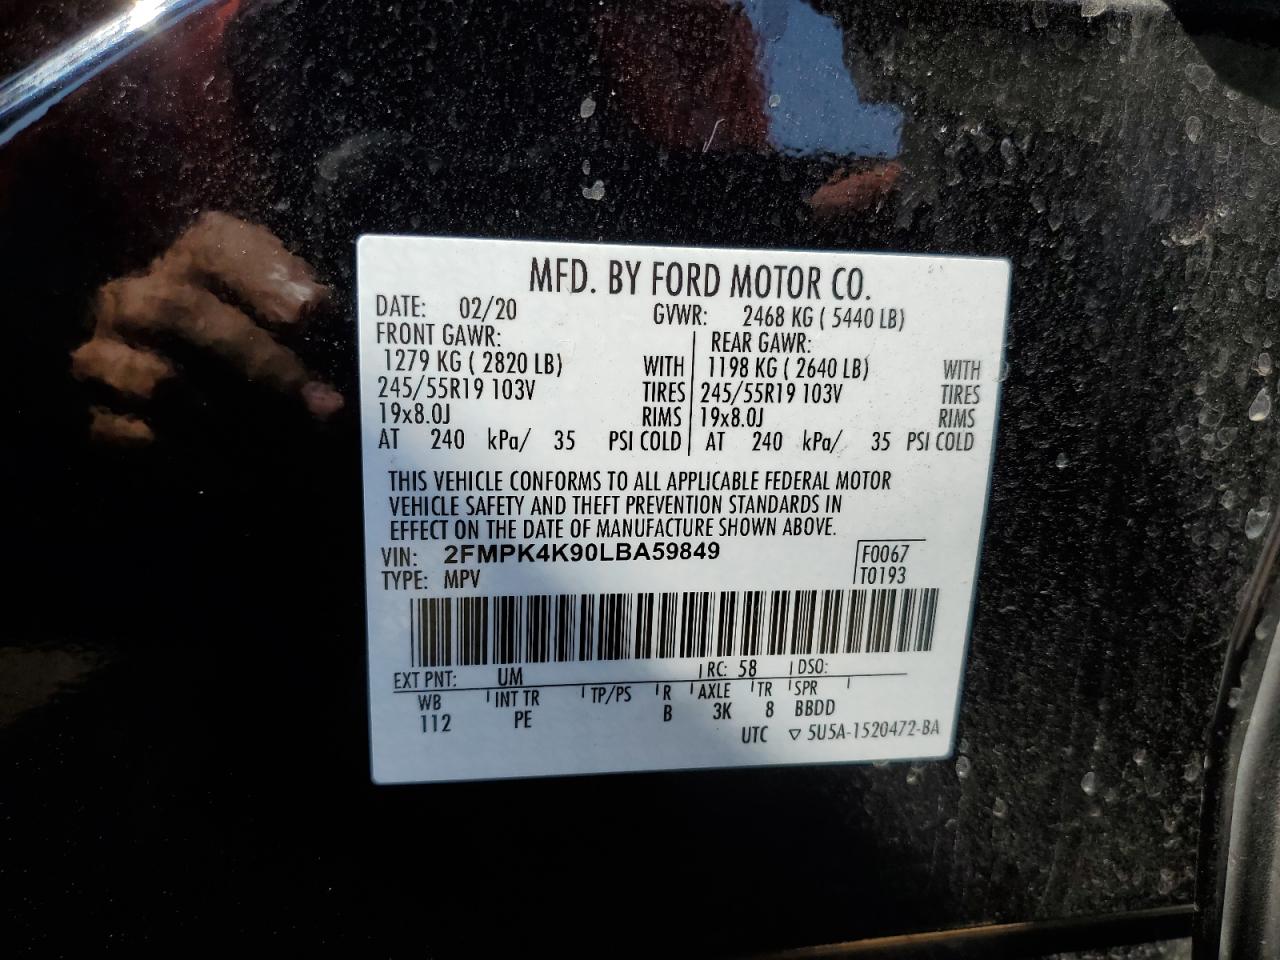 MFD. BY FORD MOTOR CO.
DATE: 02/20 GVWR: 2468 KG ( 5440 LB)
FRONT GAWR: REAR GAWR:
1279 KG ( 2820 LB) WITH 1198 KG ( 2640 LB) WITH
245/55R19 103V TIRES 245/55R19 103V TIRES
19x8.0J RIMS 19x8.0J RIMS
AT 240 kPa/ 35 PSI COLD AT 240 kPa/ 35 PSI COLD
THIS VEHICLE CONFORMS TO ALL APPLICABLE FEDERAL MOTOR
VEHICLE SAFETY AND THEFT PREVENTION STANDARDS IN
EFFECT ON THE DATE OF MANUFACTURE SHOWN ABOVE.
VIN: 2FMPK4K90LBA59849 F0067
TYPE: MPV T0193
EXT PNT: UM RC: 58 DSO:
WB INT TR TP/PS R AXLE TR SPR
112 PE B 3K 8 BBDD
UTC ▽ 5U5A-1520472-BA